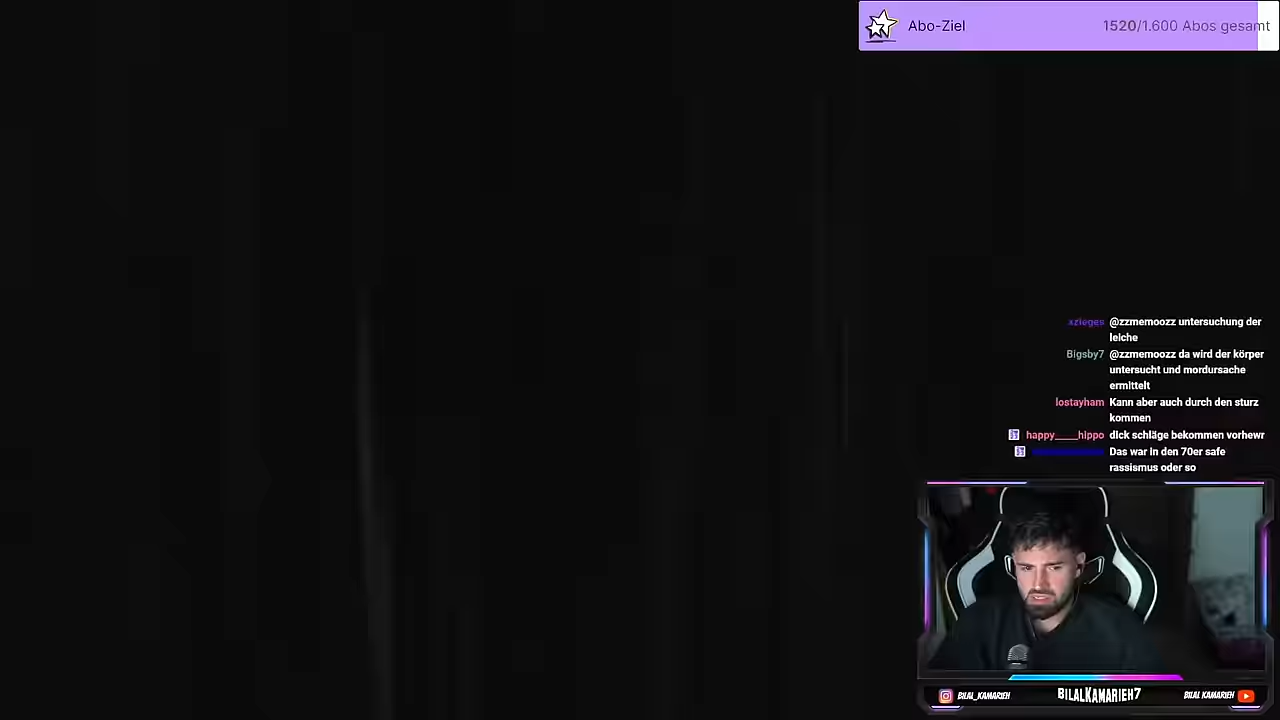 Abo-Ziel
1520/1.600 Abos gesamt
xzieges @zzmemoozz untersuchung der
leiche
Bigsby7 @zzmemoozz da wird der körper
untersucht und mordursache
ermittelt
lostayham Kann aber auch durch den sturz
kommen
happy____hippo dick schläge bekommen vorhewr
Das war in den 70er safe
rassismus oder so
BILAL_KAMARIEH
BILALKAMARIEH7
BILAL KAMARIEH